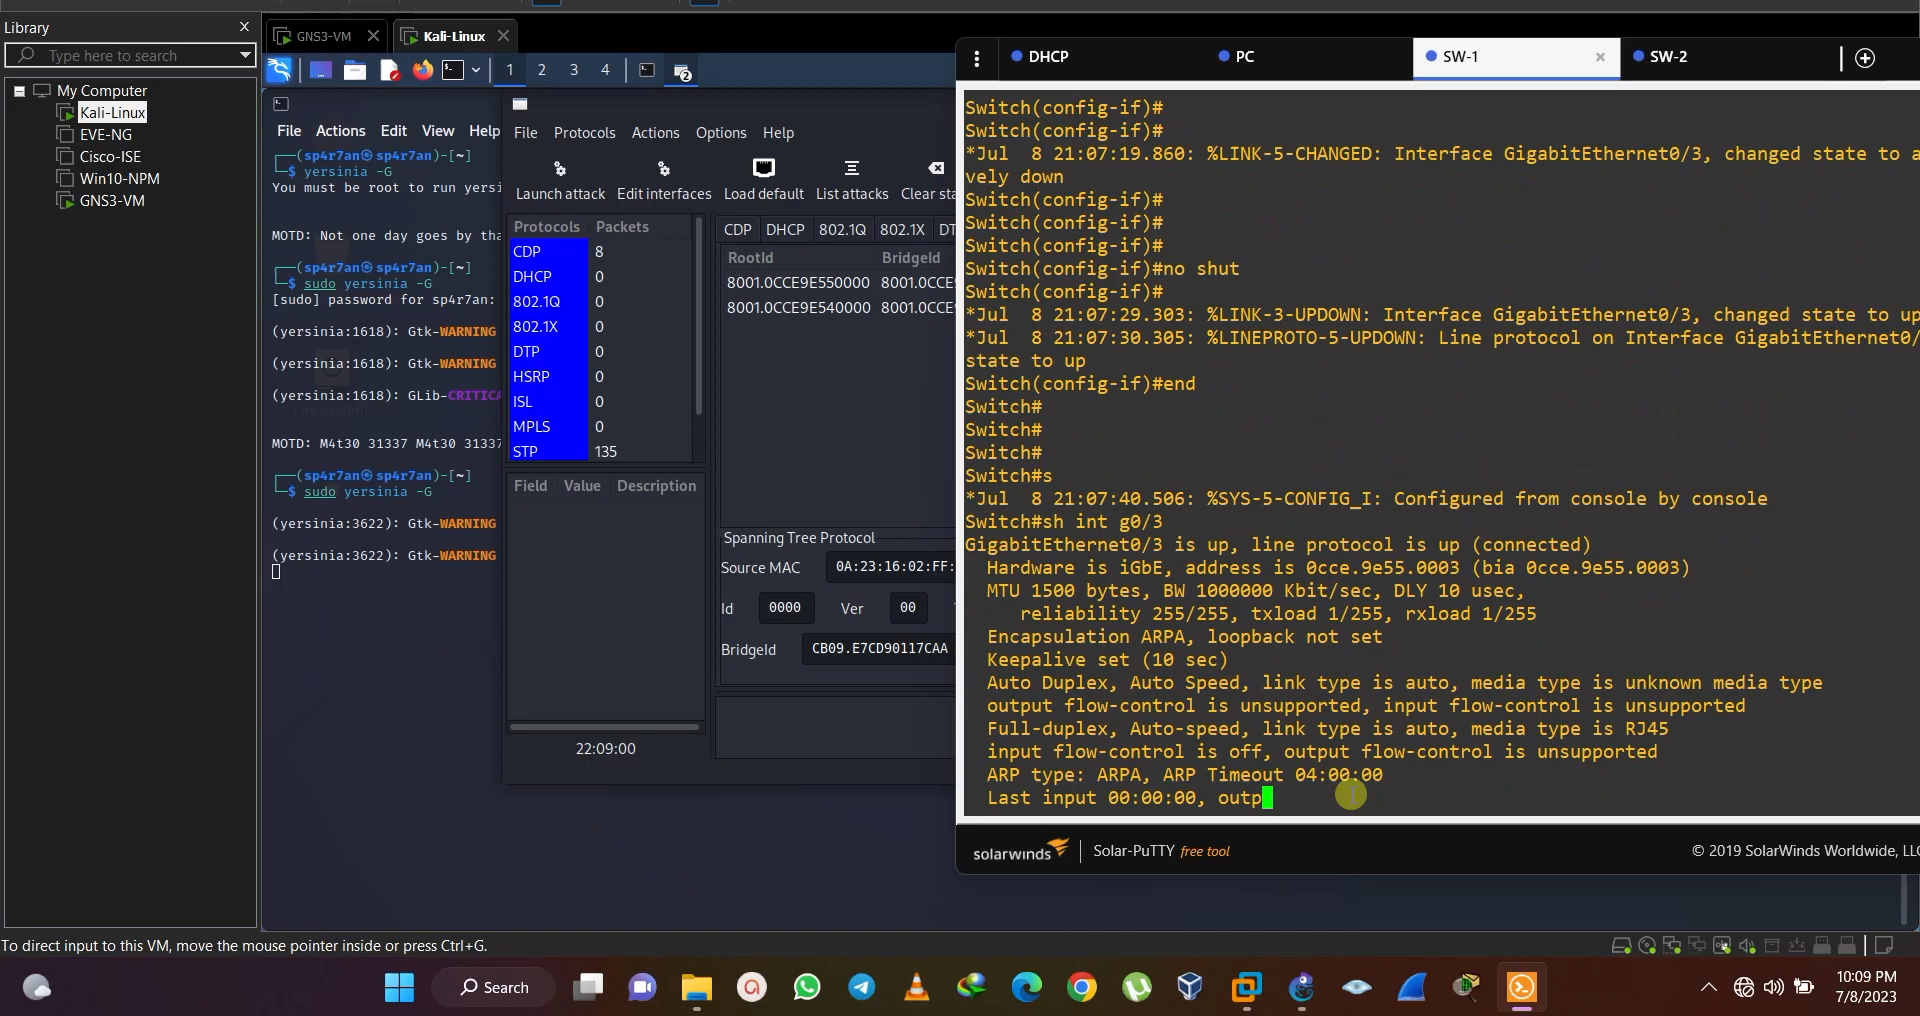 Library
Type here to search
My Computer
Kali-Linux
EVE-NG
Cisco-ISE
Win10-NPM
GNS3-VM
GNS3-VM
Kali-Linux
1 2 3 4
2
File Actions Edit View Help
(sp4r7an㉿sp4r7an)-[~]
$ yersinia -G
You must be root to run yersi
MOTD: Not one day goes by tha
(sp4r7an㉿sp4r7an)-[~]
$ sudo yersinia -G
[sudo] password for sp4r7an:
(yersinia:1618): Gtk-WARNING
(yersinia:1618): Gtk-WARNING
(yersinia:1618): GLib-CRITICA
MOTD: M4t30 31337 M4t30 31337
(sp4r7an㉿sp4r7an)-[~]
$ sudo yersinia -G
(yersinia:3622): Gtk-WARNING
(yersinia:3622): Gtk-WARNING
File Protocols Actions Options Help
Launch attack Edit interfaces Load default List attacks Clear sta
Protocols Packets
CDP 8
DHCP 0
802.1Q 0
802.1X 0
DTP 0
HSRP 0
ISL 0
MPLS 0
STP 135
Field Value Description
22:09:00
CDP DHCP 802.1Q 802.1X DT
RootId BridgeId
8001.0CCE9E550000 8001.0CCE
8001.0CCE9E540000 8001.0CCE
Spanning Tree Protocol
Source MAC 0A:23:16:02:FF:
Id 0000 Ver 00
BridgeId CB09.E7CD90117CAA
DHCP PC SW-1 SW-2
Switch(config-if)#
Switch(config-if)#
*Jul  8 21:07:19.860: %LINK-5-CHANGED: Interface GigabitEthernet0/3, changed state to a
vely down
Switch(config-if)#
Switch(config-if)#
Switch(config-if)#
Switch(config-if)#no shut
Switch(config-if)#
*Jul  8 21:07:29.303: %LINK-3-UPDOWN: Interface GigabitEthernet0/3, changed state to up
*Jul  8 21:07:30.305: %LINEPROTO-5-UPDOWN: Line protocol on Interface GigabitEthernet0/
state to up
Switch(config-if)#end
Switch#
Switch#
Switch#
Switch#s
*Jul  8 21:07:40.506: %SYS-5-CONFIG_I: Configured from console by console
Switch#sh int g0/3
GigabitEthernet0/3 is up, line protocol is up (connected)
Hardware is iGbE, address is 0cce.9e55.0003 (bia 0cce.9e55.0003)
MTU 1500 bytes, BW 1000000 Kbit/sec, DLY 10 usec,
reliability 255/255, txload 1/255, rxload 1/255
Encapsulation ARPA, loopback not set
Keepalive set (10 sec)
Auto Duplex, Auto Speed, link type is auto, media type is unknown media type
output flow-control is unsupported, input flow-control is unsupported
Full-duplex, Auto-speed, link type is auto, media type is RJ45
input flow-control is off, output flow-control is unsupported
ARP type: ARPA, ARP Timeout 04:00:00
Last input 00:00:00, outp
solarwinds Solar-PuTTY free tool
© 2019 SolarWinds Worldwide, LLC
To direct input to this VM, move the mouse pointer inside or press Ctrl+G.
Search
10:09 PM
7/8/2023